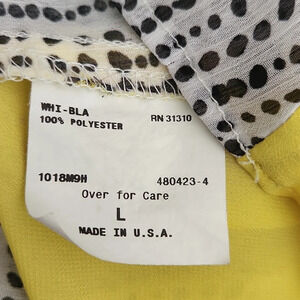 WHI-BLA
100% POLYESTER RN 31310
1018M9H 480423-4
Over for Care
L
MADE IN U.S.A.